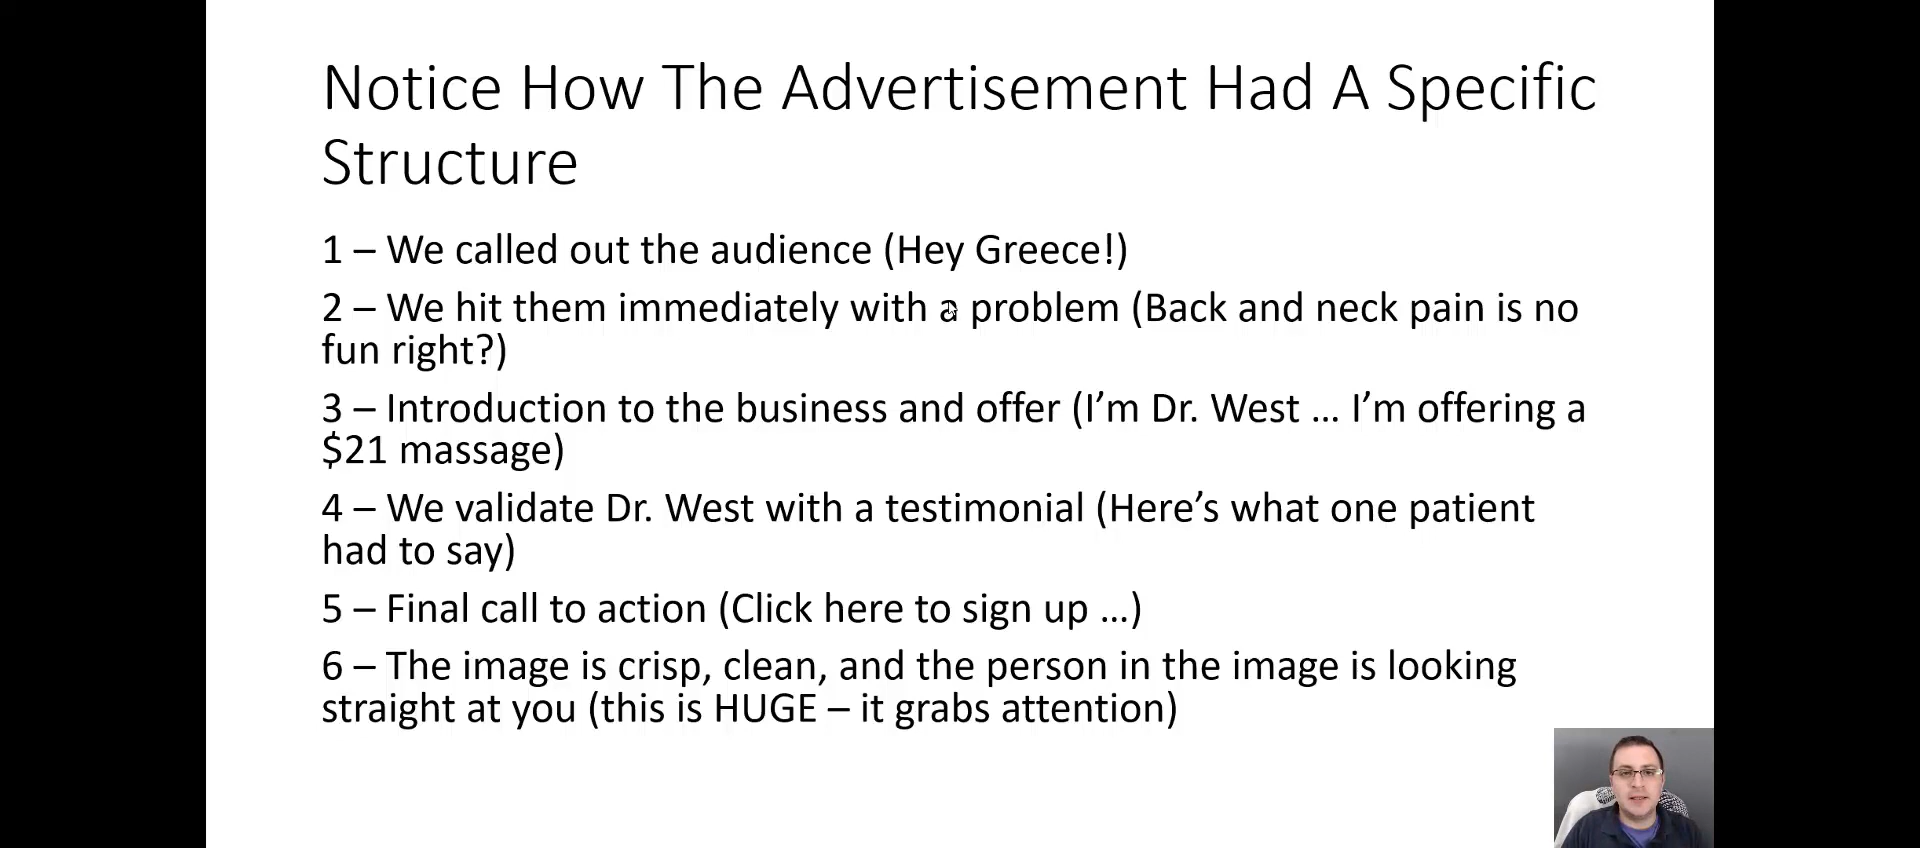 Notice How The Advertisement Had A Specific
Structure
1 – We called out the audience (Hey Greece!)
2 – We hit them immediately with a problem (Back and neck pain is no
fun right?)
3 – Introduction to the business and offer (I’m Dr. West … I’m offering a
$21 massage)
4 – We validate Dr. West with a testimonial (Here’s what one patient
had to say)
5 – Final call to action (Click here to sign up …)
6 – The image is crisp, clean, and the person in the image is looking
straight at you (this is HUGE – it grabs attention)